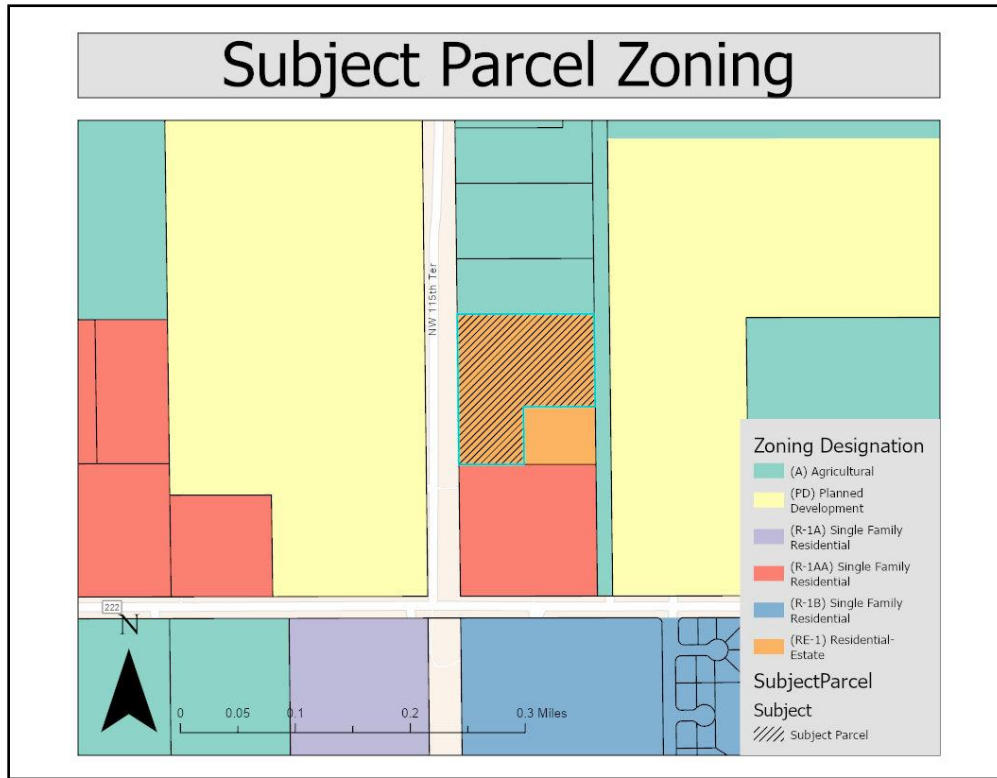 Subject Parcel Zoning
NW 115th Ter
Zoning Designation
(A) Agricultural
(PD) Planned
Development
(R-1A) Single Family
Residential
(R-1AA) Single Family
Residential
(R-1B) Single Family
Residential
(RE-1) Residential-
Estate
SubjectParcel
Subject
Subject Parcel
222
N
0 0.05 0.1 0.2 0.3 Miles